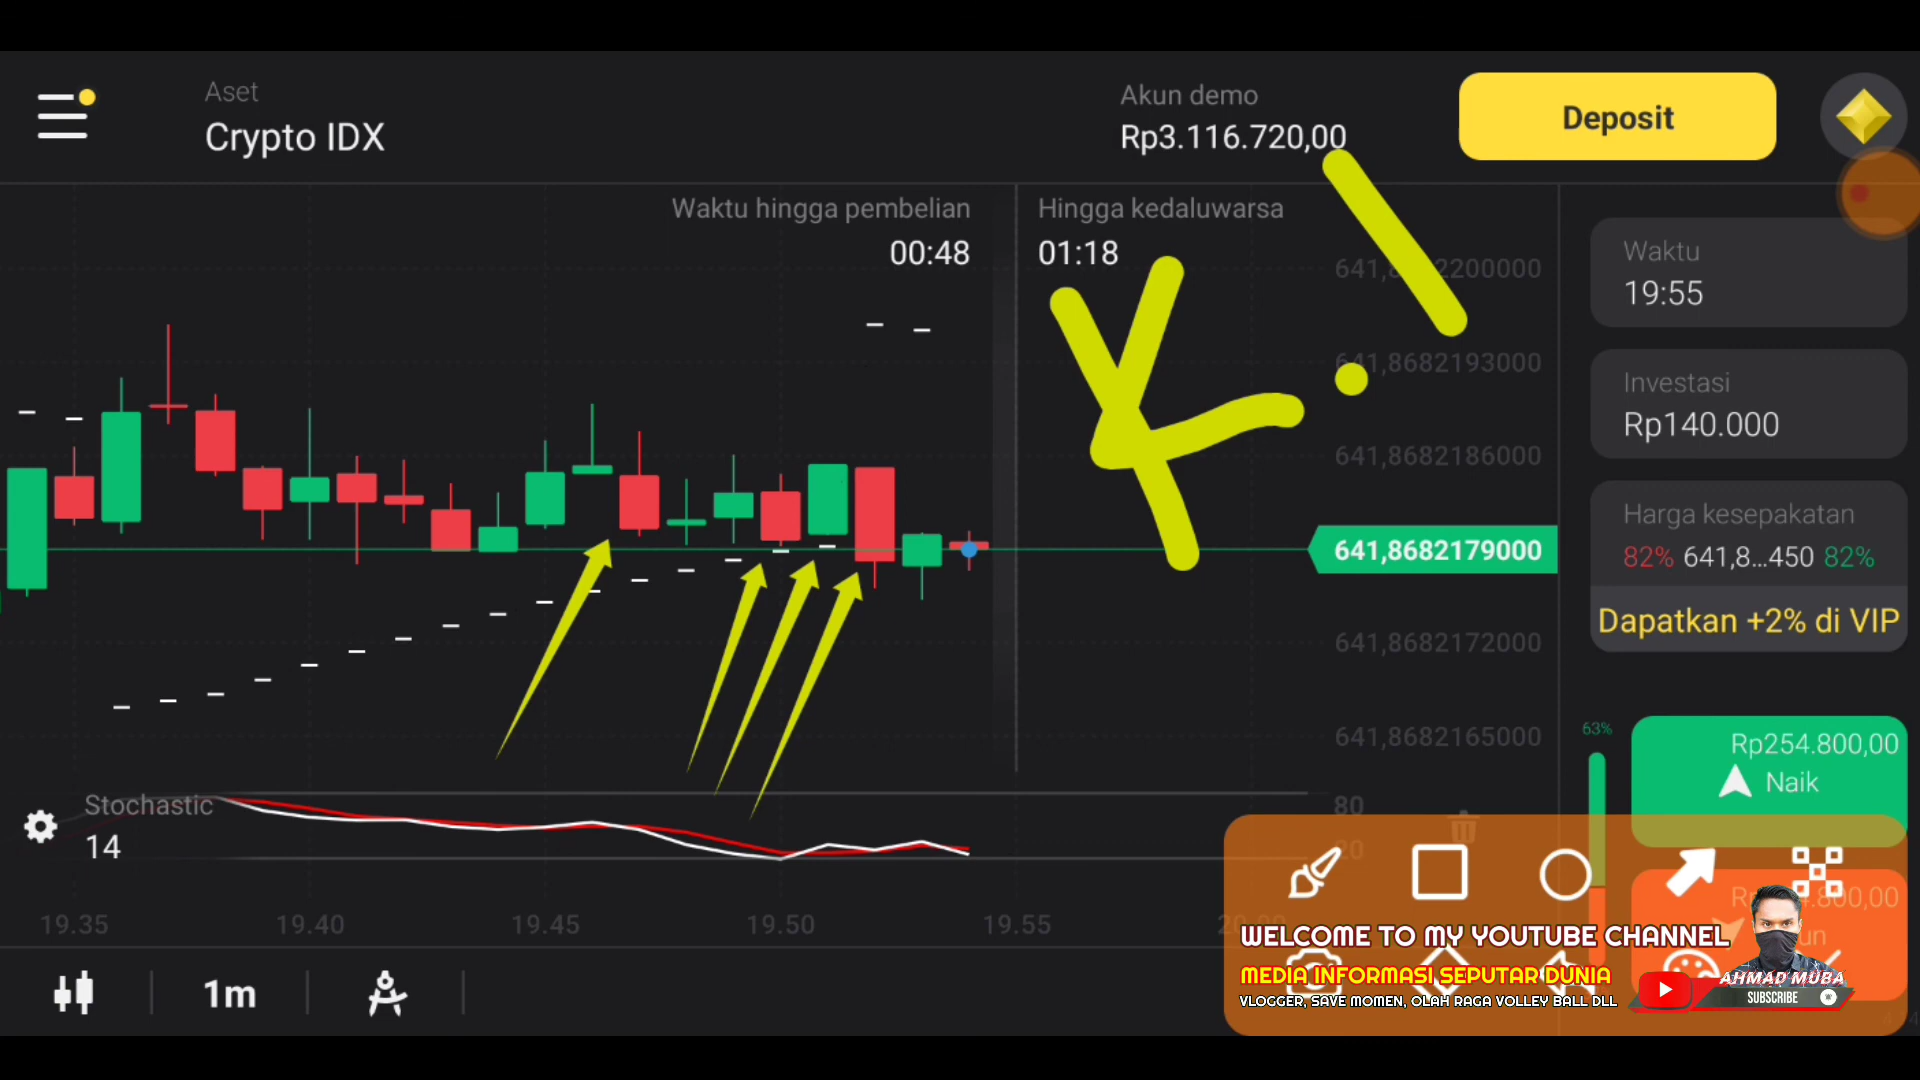 Aset
Crypto IDX
Akun demo
Rp3.116.720,00
Deposit
Waktu hingga pembelian
00:48
Hingga kedaluwarsa
01:18
641,8682193000
641,8682186000
641,8682179000
641,8682172000
641,8682165000
Waktu
19:55
Investasi
Rp140.000
Harga kesepakatan
82% 641,8...450 82%
Dapatkan +2% di VIP
63%
Rp254.800,00
Naik
Stochastic
14
80
20
19.35 19.40 19.45 19.50 19.55
1m
WELCOME TO MY YOUTUBE CHANNEL
MEDIA INFORMASI SEPUTAR DUNIA
VLOGGER, SAVE MOMEN, OLAH RAGA VOLLEY BALL DLL
AHMAD MUBA
SUBSCRIBE